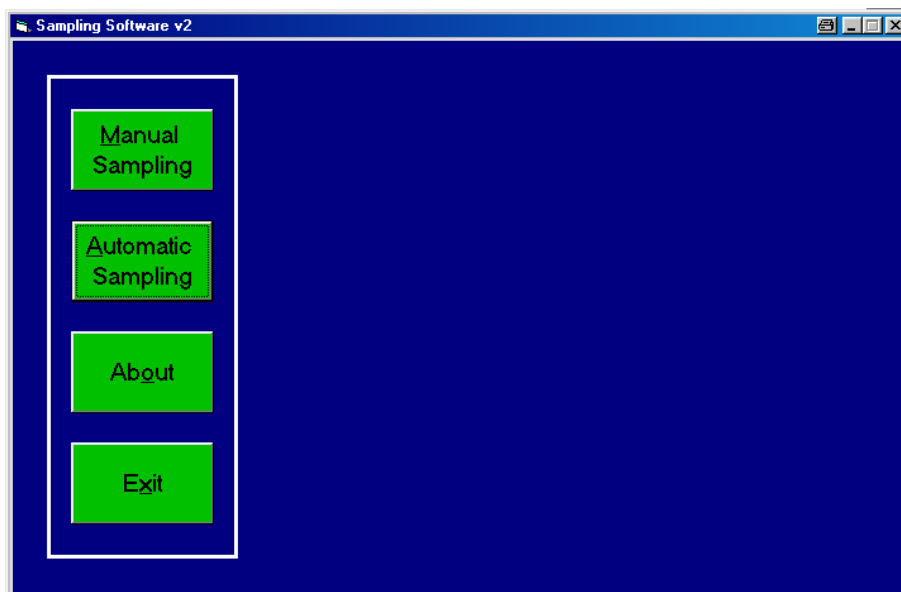 Sampling Software v2
Manual
Sampling
Automatic
Sampling
About
Exit